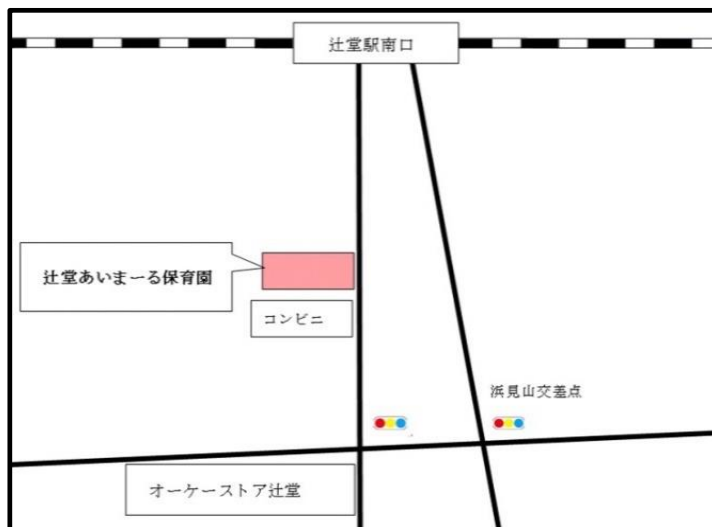 辻堂駅南口
辻堂あいまーる保育園
コンビニ
浜見山交差点
オーケーストア辻堂